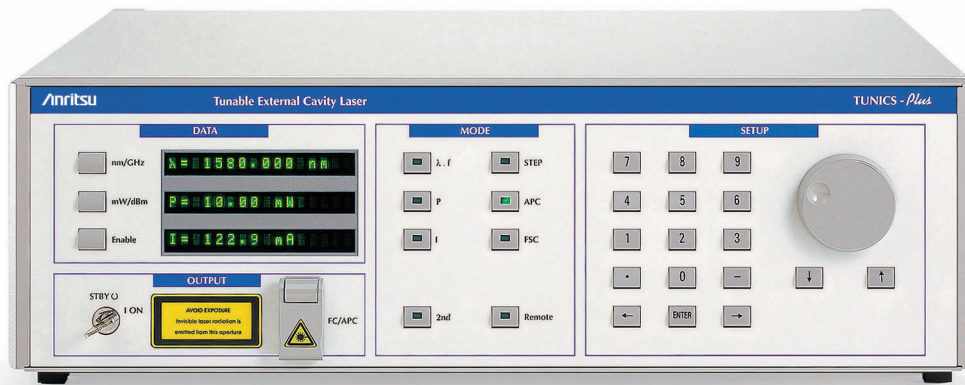 Anritsu Tunable External Cavity Laser TUNICS - Plus
DATA
nm/GHz
mW/dBm
Enable
λ= 1580.000 nm
P= 10.00 mW
I= 122.9 mA
OUTPUT
STBY
I ON
AVOID EXPOSURE
Invisible laser radiation is
emitted from this aperture
FC/APC
MODE
λ.f STEP
P APC
I FSC
2nd Remote
SETUP
7 8 9
4 5 6
1 2 3
• 0 –
← ENTER →
↓ ↑